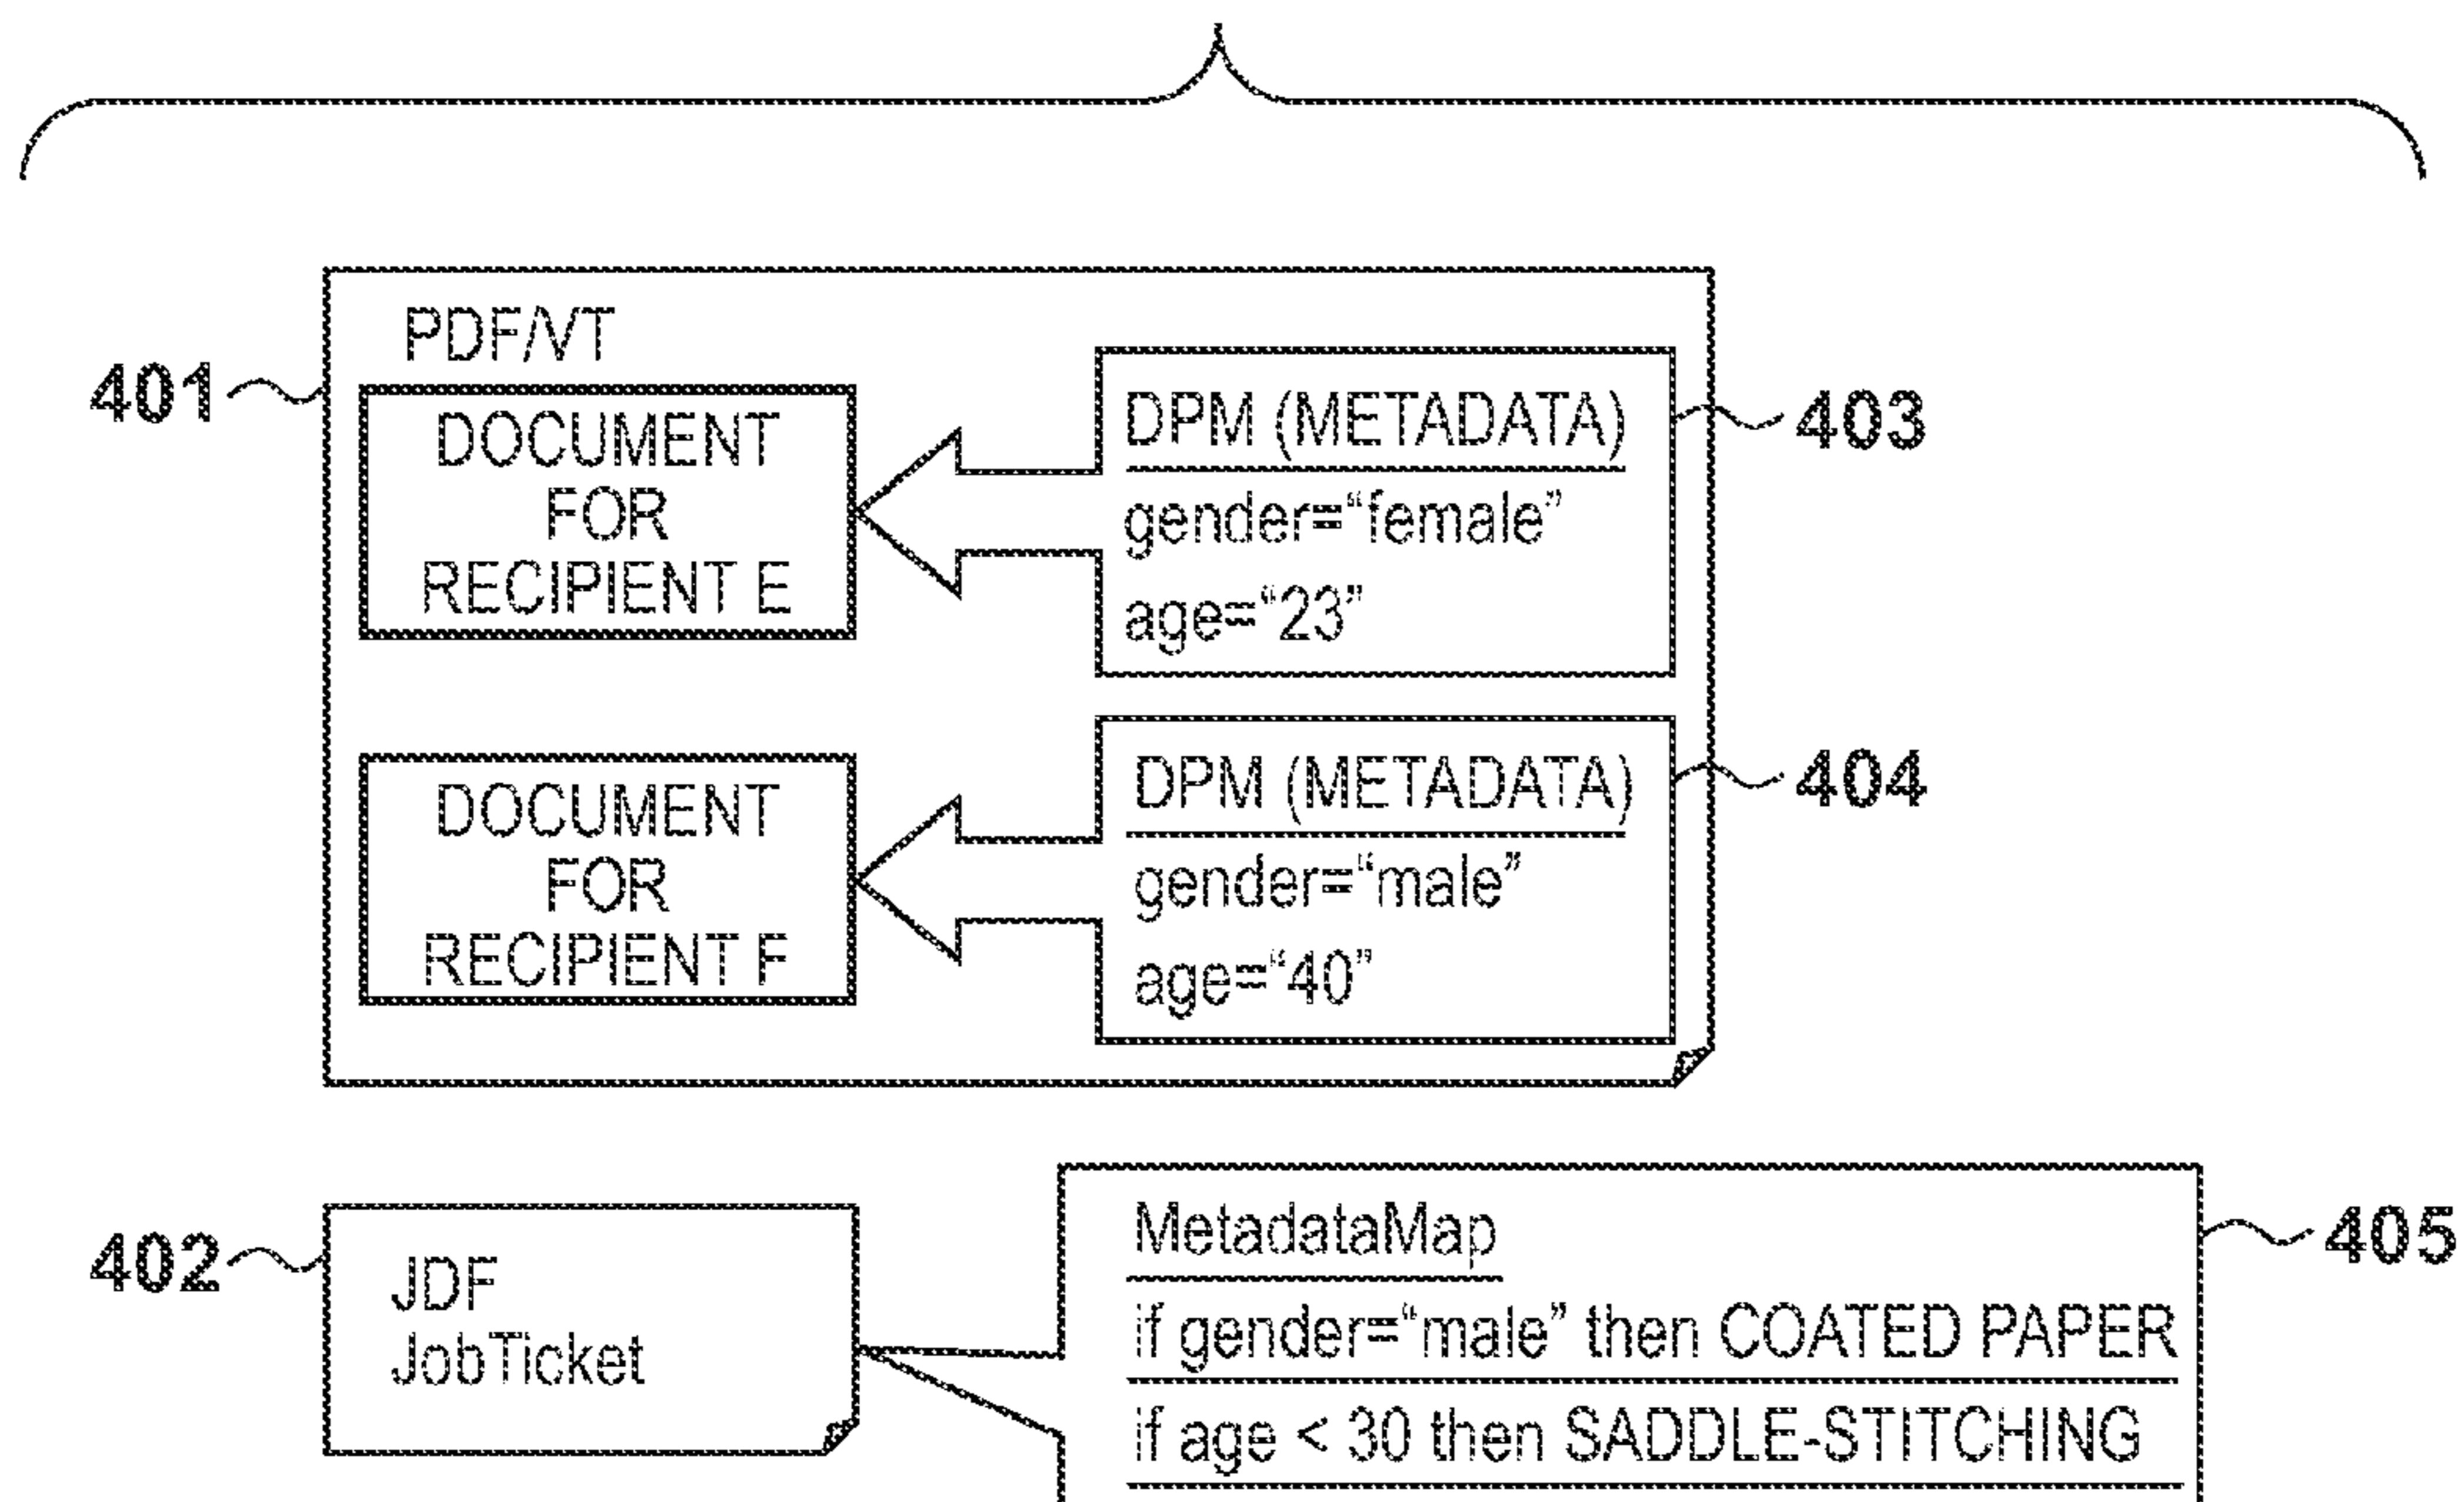 PDF/VT
401
DOCUMENT
FOR
RECIPIENT E
DPM (METADATA)
gender=“female”
age=“23”
403
DOCUMENT
FOR
RECIPIENT F
DPM (METADATA)
gender=“male”
age=“40”
404
402
JDF
JobTicket
MetadataMap
if gender=“male” then COATED PAPER
if age < 30 then SADDLE-STITCHING
405